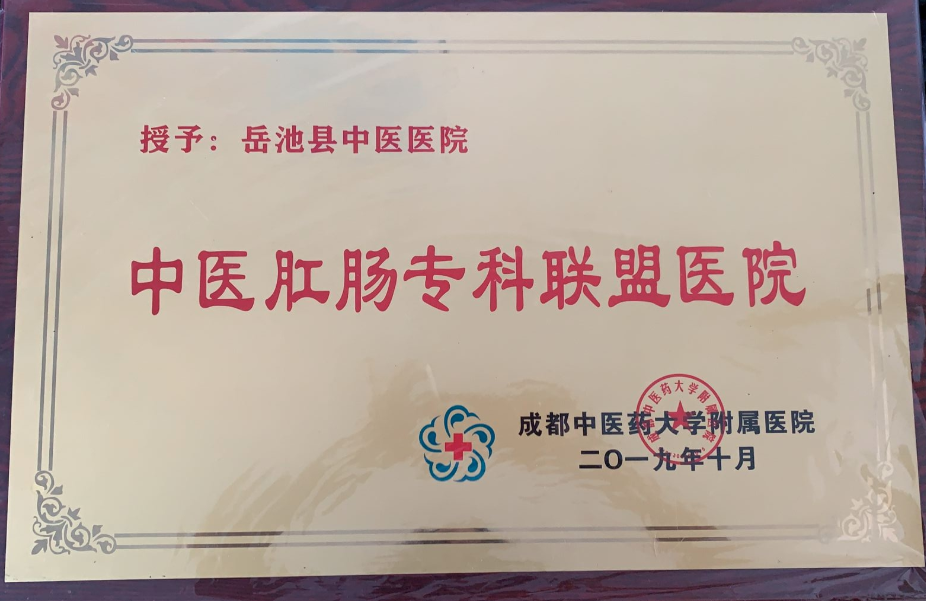 授予：岳池县中医医院
中医肛肠专科联盟医院
成都中医药大学附属医院
二〇一九年十月